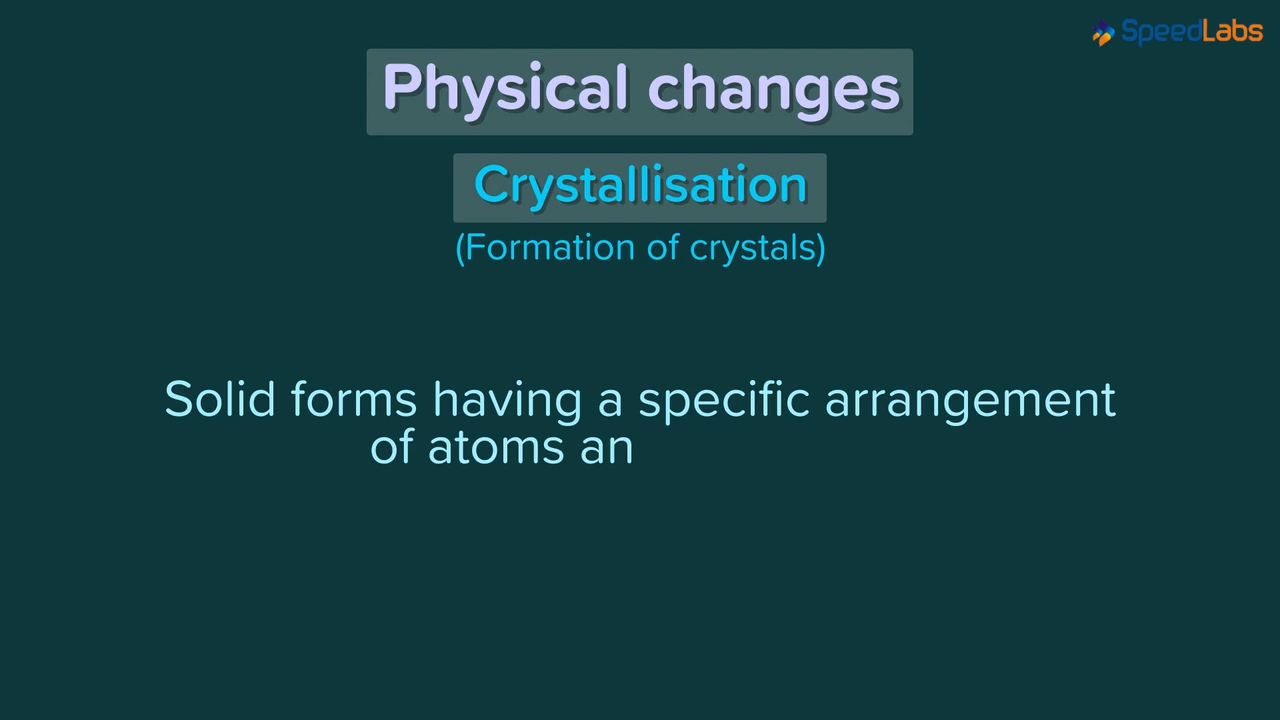 SpeedLabs
Physical changes
Crystallisation
(Formation of crystals)
Solid forms having a specific arrangement
of atoms an